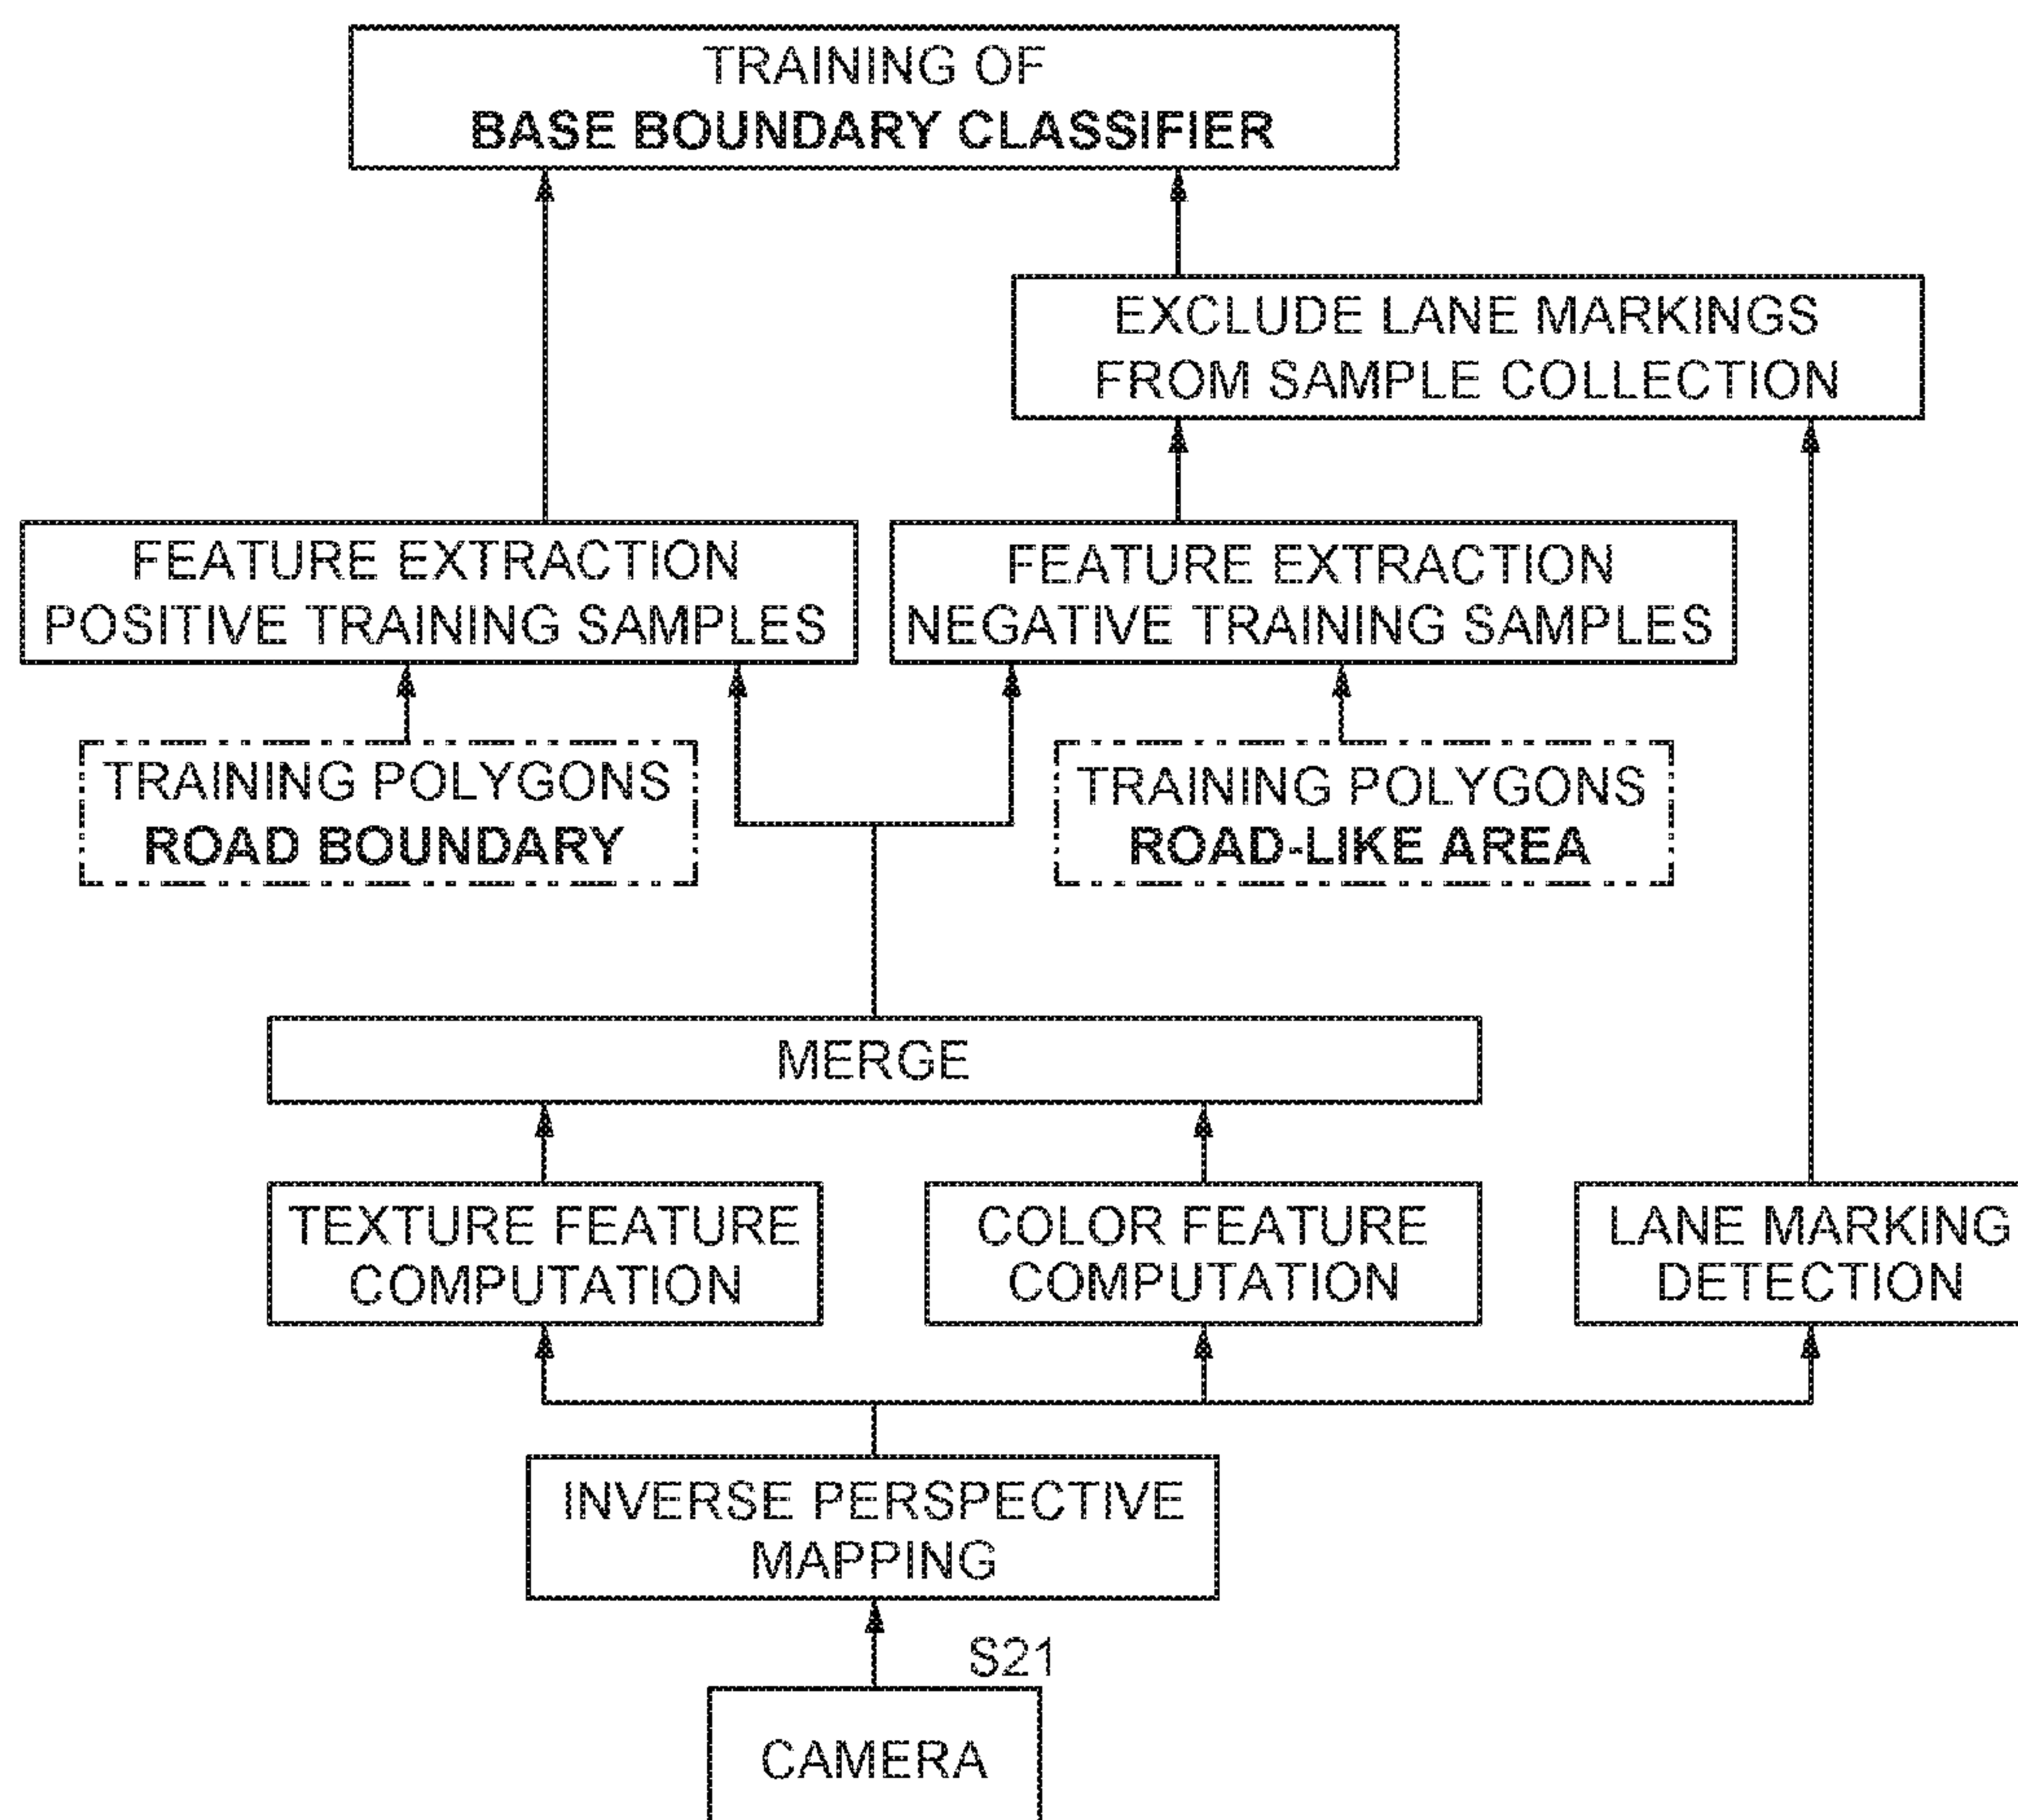 TRAINING OF
BASE BOUNDARY CLASSIFIER
EXCLUDE LANE MARKINGS
FROM SAMPLE COLLECTION
FEATURE EXTRACTION
POSITIVE TRAINING SAMPLES
FEATURE EXTRACTION
NEGATIVE TRAINING SAMPLES
TRAINING POLYGONS
ROAD BOUNDARY
TRAINING POLYGONS
ROAD-LIKE AREA
MERGE
TEXTURE FEATURE
COMPUTATION
COLOR FEATURE
COMPUTATION
LANE MARKING
DETECTION
INVERSE PERSPECTIVE
MAPPING
S21
CAMERA